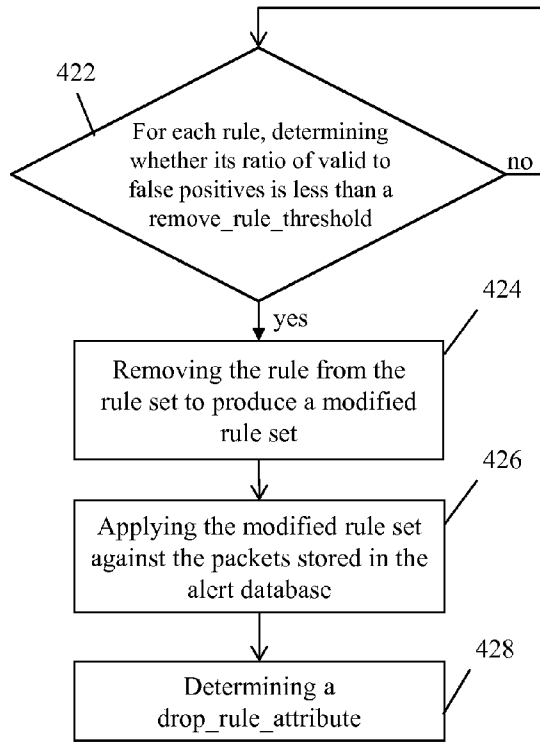 422
For each rule, determining
whether its ratio of valid to
false positives is less than a
remove_rule_threshold
no
yes
424
Removing the rule from the
rule set to produce a modified
rule set
426
Applying the modified rule set
against the packets stored in the
alert database
428
Determining a
drop_rule_attribute